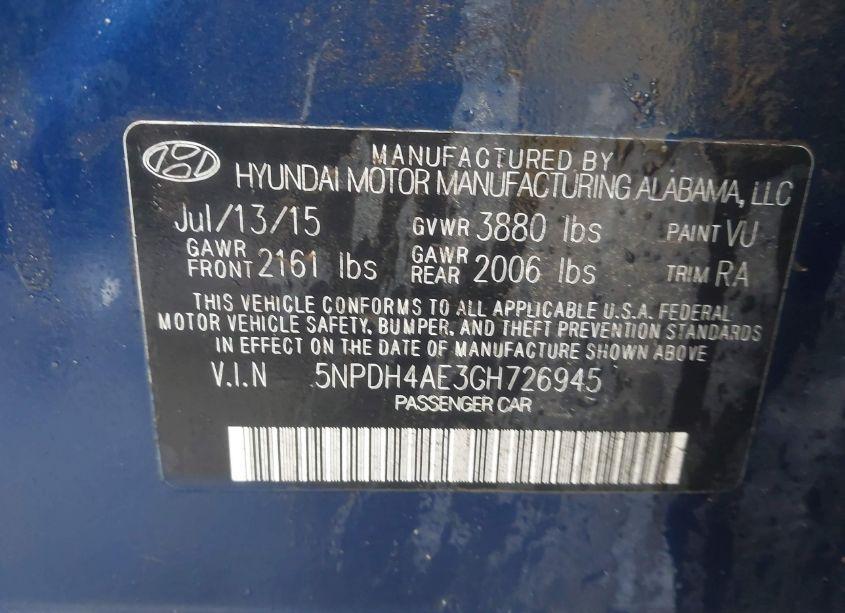 MANUFACTURED BY
HYUNDAI MOTOR MANUFACTURING ALABAMA, LLC
Jul/13/15 GVWR 3880 lbs PAINT VU
GAWR FRONT 2161 lbs GAWR REAR 2006 lbs TRIM RA
THIS VEHICLE CONFORMS TO ALL APPLICABLE U.S.A. FEDERAL
MOTOR VEHICLE SAFETY, BUMPER, AND THEFT PREVENTION STANDARDS
IN EFFECT ON THE DATE OF MANUFACTURE SHOWN ABOVE
V.I.N 5NPDH4AE3GH726945
PASSENGER CAR